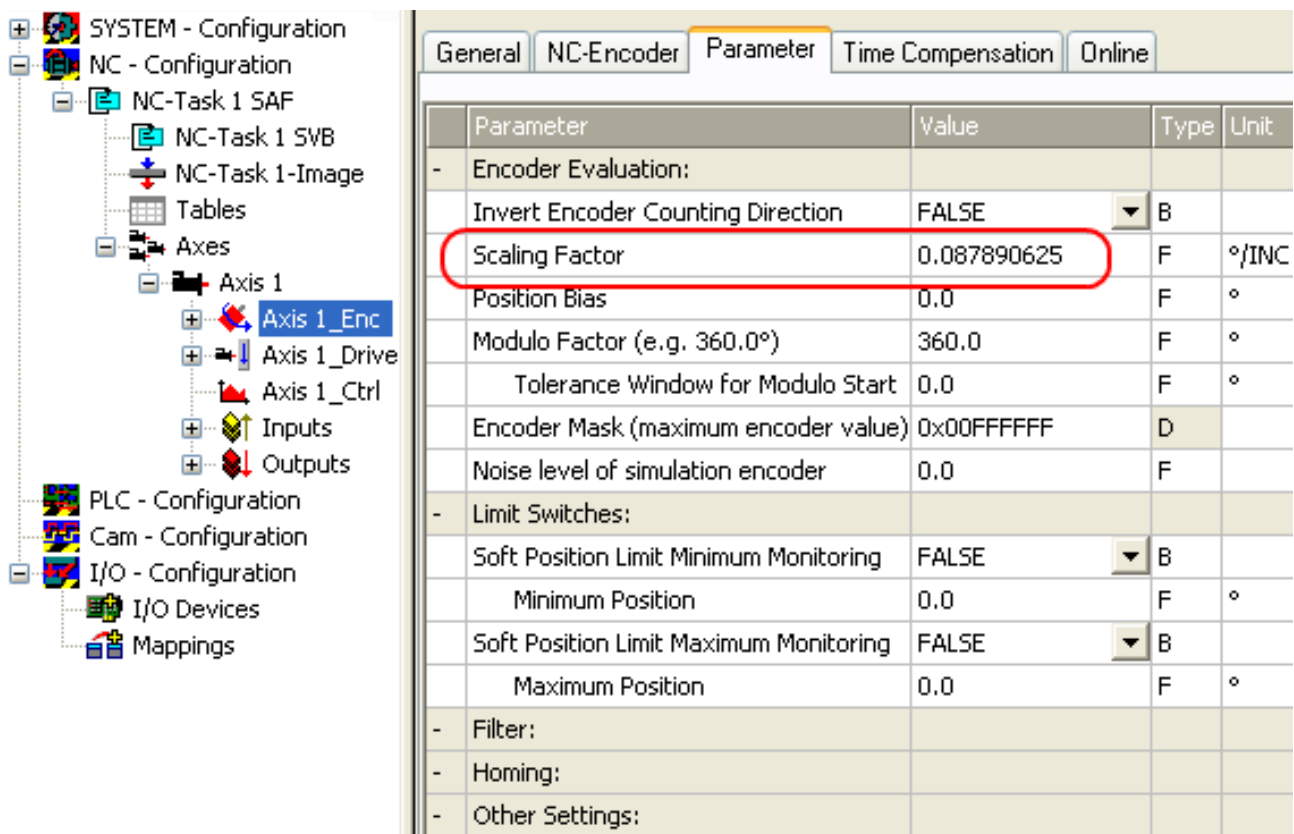 SYSTEM - Configuration
NC - Configuration
NC-Task 1 SAF
NC-Task 1 SVB
NC-Task 1-Image
Tables
Axes
Axis 1
Axis 1_Enc
Axis 1_Drive
Axis 1_Ctrl
Inputs
Outputs
PLC - Configuration
Cam - Configuration
I/O - Configuration
I/O Devices
Mappings
General NC-Encoder Parameter Time Compensation Online
Parameter Value Type Unit
- Encoder Evaluation:
Invert Encoder Counting Direction FALSE B
Scaling Factor 0.087890625 F °/INC
Position Bias 0.0 F °
Modulo Factor (e.g. 360.0°) 360.0 F °
Tolerance Window for Modulo Start 0.0 F °
Encoder Mask (maximum encoder value) 0x00FFFFFF D
Noise level of simulation encoder 0.0 F
- Limit Switches:
Soft Position Limit Minimum Monitoring FALSE B
Minimum Position 0.0 F °
Soft Position Limit Maximum Monitoring FALSE B
Maximum Position 0.0 F °
- Filter:
- Homing:
- Other Settings: